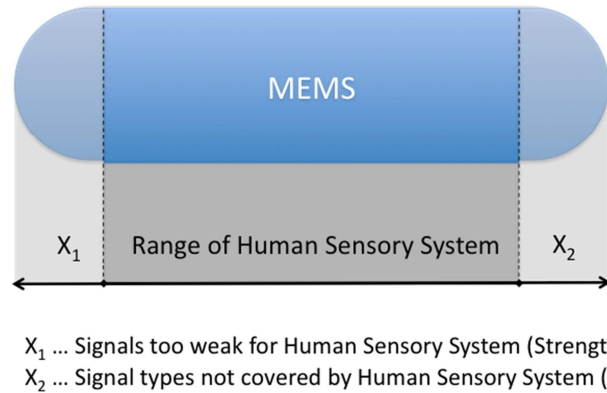 MEMS
X₁ Range of Human Sensory System X₂
X₁ ... Signals too weak for Human Sensory System
X₂ ... Signal types not covered by Human Sensory System (